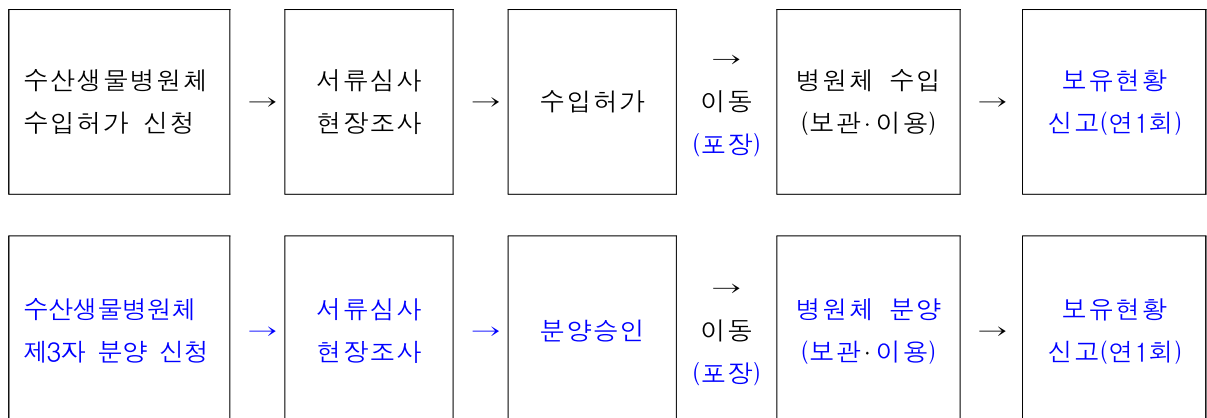 수산생물병원체
수입허가 신청
→
서류심사
현장조사
→
수입허가
→
이동
(포장)
병원체 수입
(보관·이용)
→
보유현황
신고(연1회)
수산생물병원체
제3자 분양 신청
→
서류심사
현장조사
→
분양승인
→
이동
(포장)
병원체 분양
(보관·이용)
→
보유현황
신고(연1회)